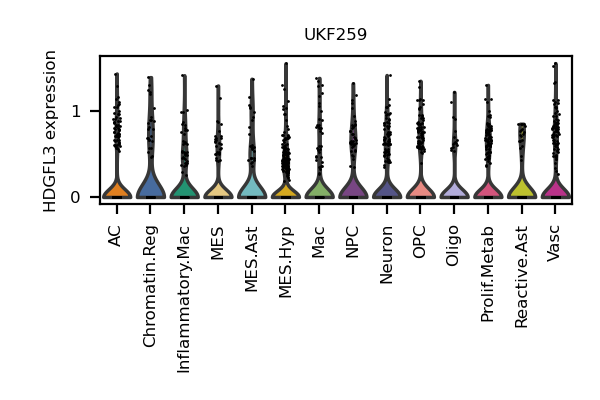 UKF259
HDGFL3 expression
1
0
AC
Chromatin.Reg
Inflammatory.Mac
MES
MES.Ast
MES.Hyp
Mac
NPC
Neuron
OPC
Oligo
Prolif.Metab
Reactive.Ast
Vasc